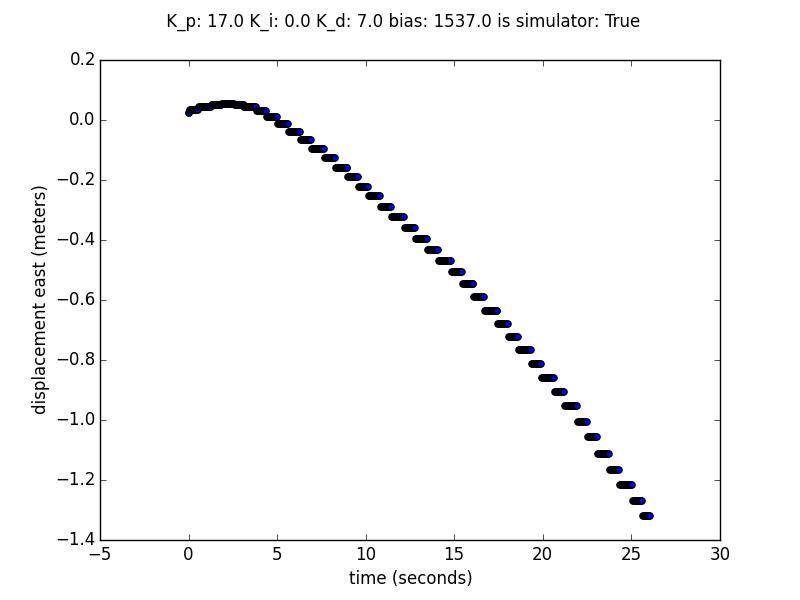 K_p: 17.0 K_i: 0.0 K_d: 7.0 bias: 1537.0 is simulator: True
0.2
0.0
−0.2
−0.4
−0.6
−0.8
−1.0
−1.2
−1.4
displacement east (meters)
−5 0 5 10 15 20 25 30
time (seconds)